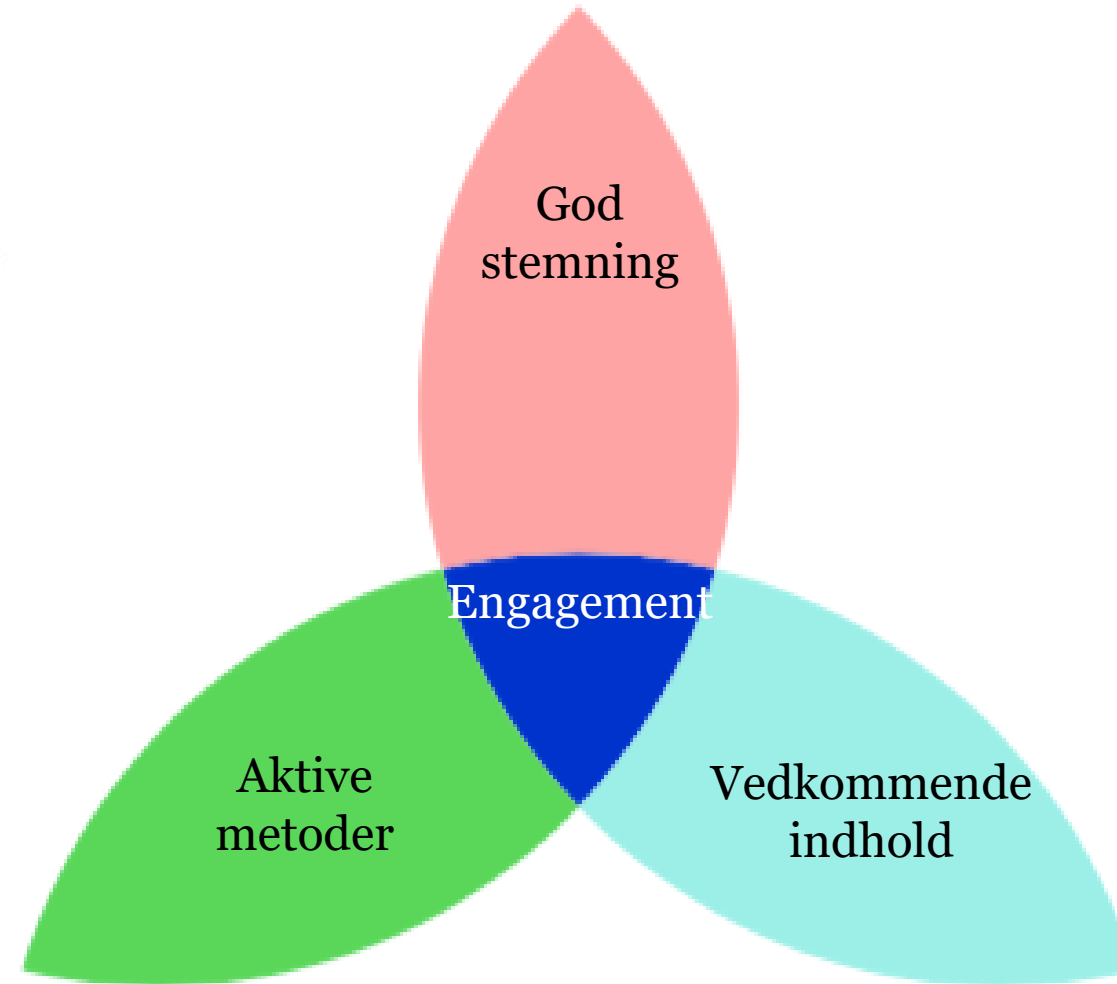 God
stemning
Engagement
Aktive
metoder
Vedkommende
indhold